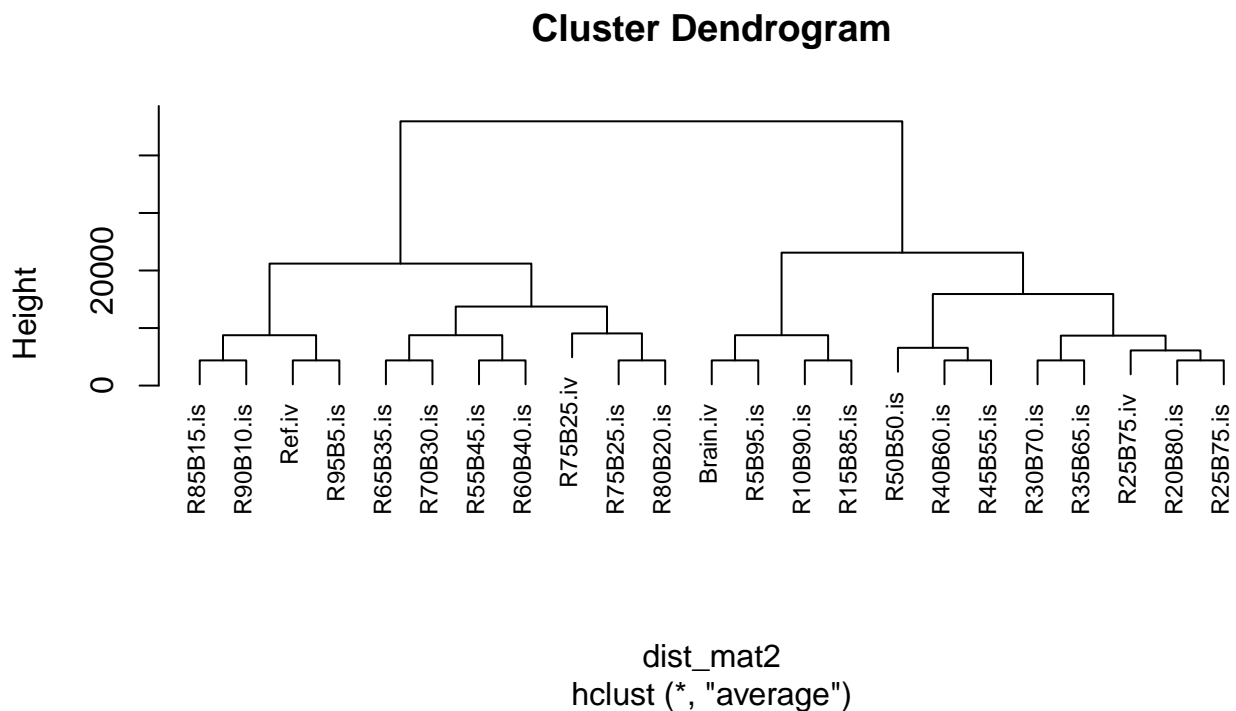 Cluster Dendrogram
Height
0
20000
R85B15.is
R90B10.is
Ref.iv
R95B5.is
R65B35.is
R70B30.is
R55B45.is
R60B40.is
R75B25.iv
R75B25.is
R80B20.is
Brain.iv
R5B95.is
R10B90.is
R15B85.is
R50B50.is
R40B60.is
R45B55.is
R30B70.is
R35B65.is
R25B75.iv
R20B80.is
R25B75.is
dist_mat2
hclust (*, "average")